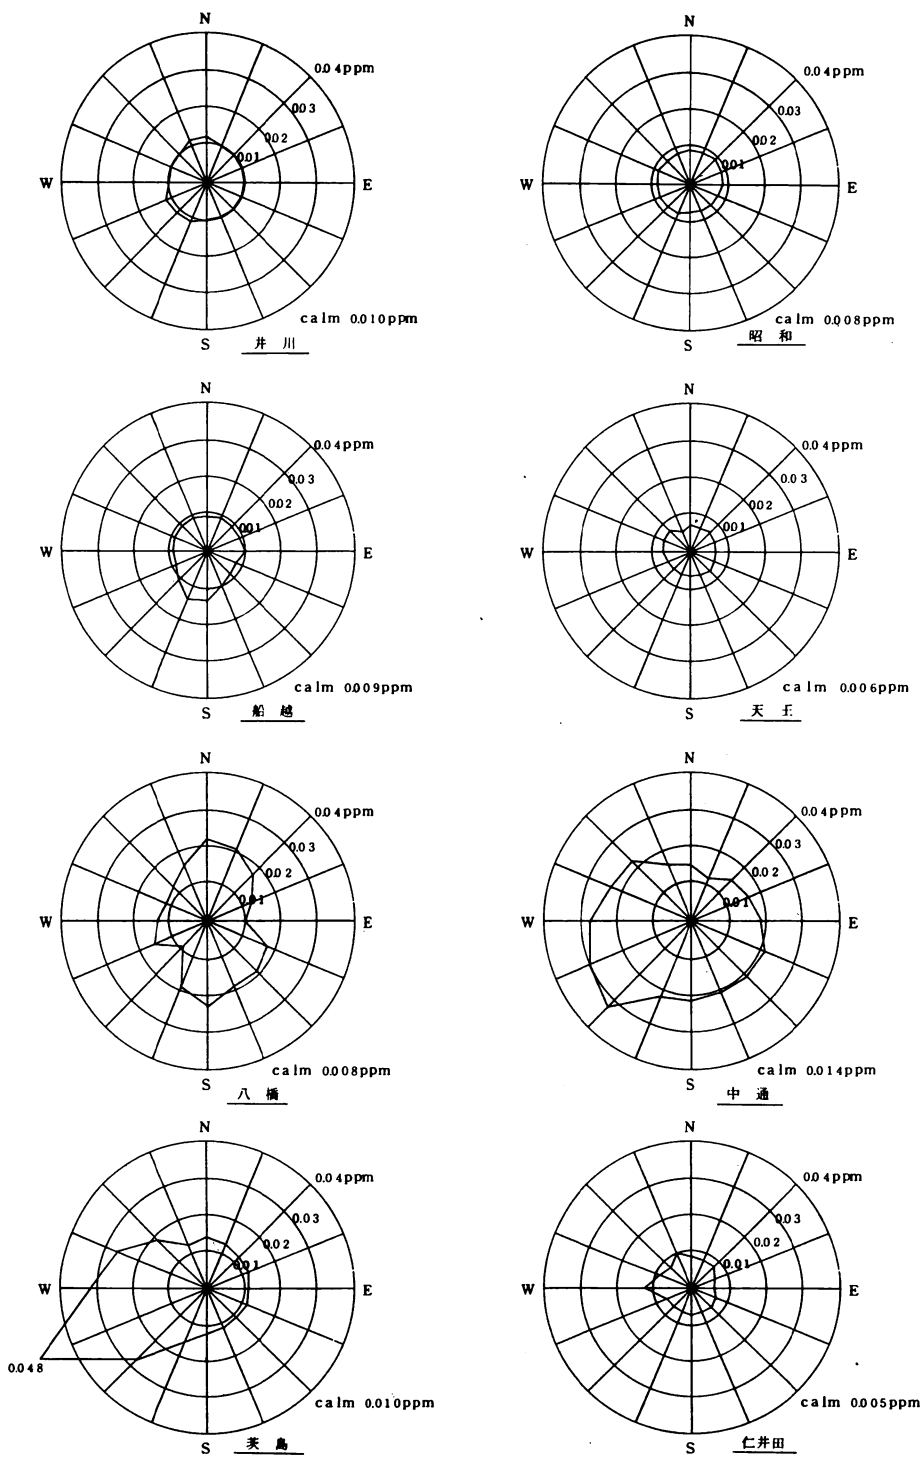 N
0.04ppm
0.03
0.02
0.01
W
E
calm 0.010ppm
S
井川
N
0.04ppm
0.03
0.02
0.01
W
E
calm 0.008ppm
S
昭和
N
0.04ppm
0.03
0.02
0.01
W
E
calm 0.009ppm
S
船越
N
0.04ppm
0.03
0.02
0.01
W
E
calm 0.006ppm
S
天王
N
0.04ppm
0.03
0.02
0.01
W
E
calm 0.008ppm
S
八橋
N
0.04ppm
0.03
0.02
0.01
W
E
calm 0.014ppm
S
中通
N
0.04ppm
0.03
0.02
0.01
W
E
0.048
calm 0.010ppm
S
茨島
N
0.04ppm
0.03
0.02
0.01
W
E
calm 0.005ppm
S
仁井田